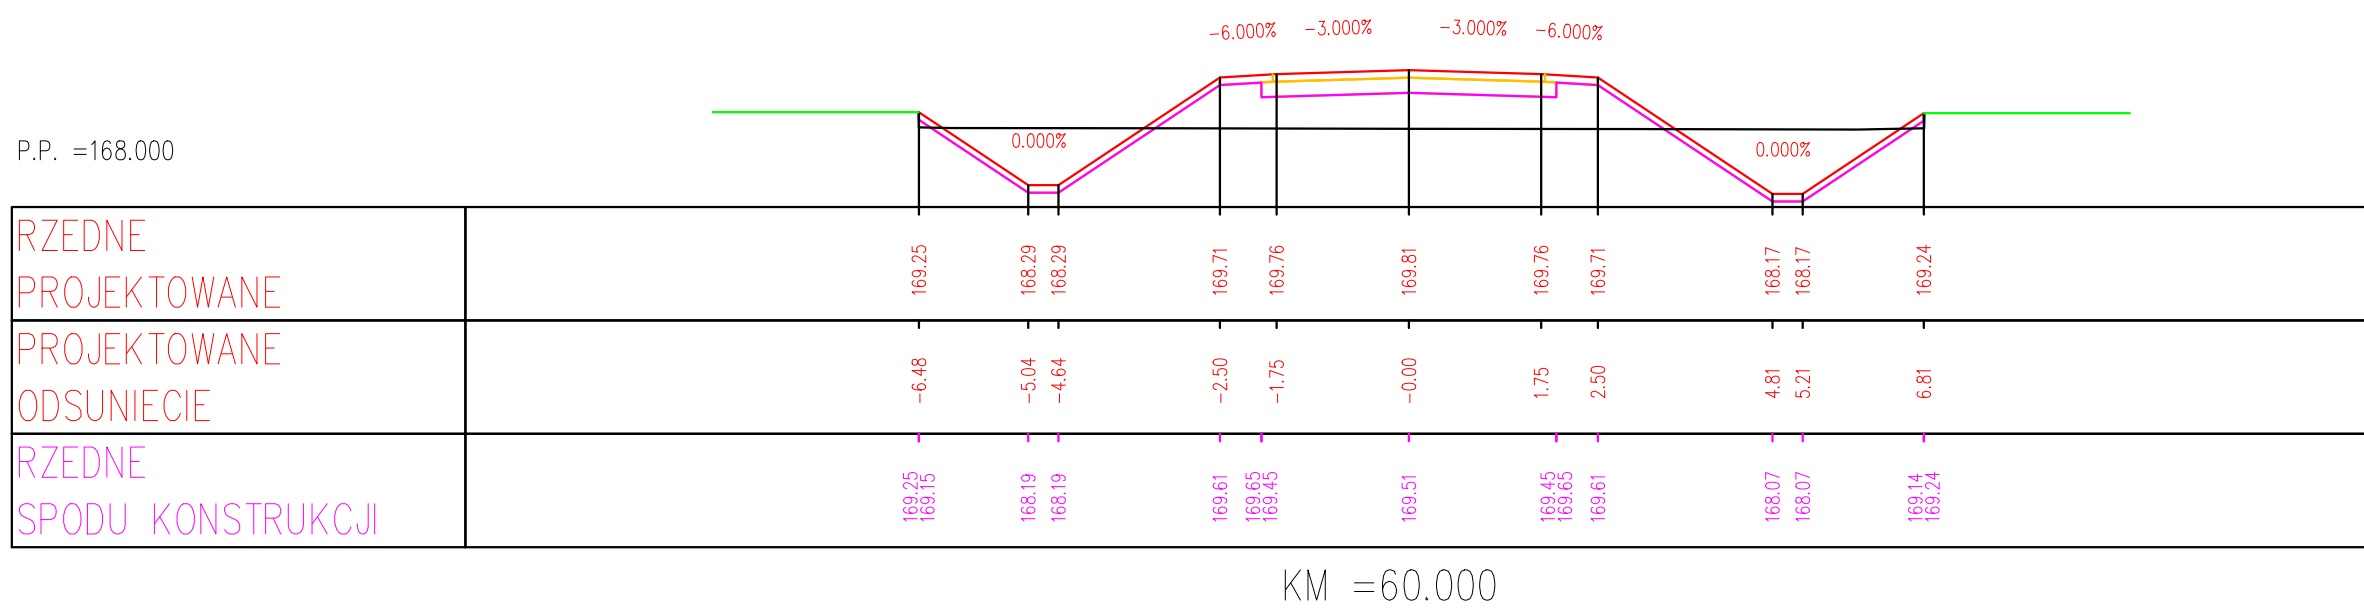 -6.000% -3.000% -3.000% -6.000%
0.000% 0.000%
P.P. =168.000
RZEDNE
PROJEKTOWANE
169.25 168.29 168.29 169.71 169.76 169.81 169.76 169.71 168.17 168.17 169.24
PROJEKTOWANE
ODSUNIECIE
-6.48 -5.04 -4.64 -2.50 -1.75 -0.00 1.75 2.50 4.81 5.21 6.81
RZEDNE
SPODU KONSTRUKCJI
169.25 169.15 168.19 168.19 169.61 169.65 169.45 169.51 169.45 169.65 169.61 168.07 168.07 169.14 169.24
KM =60.000